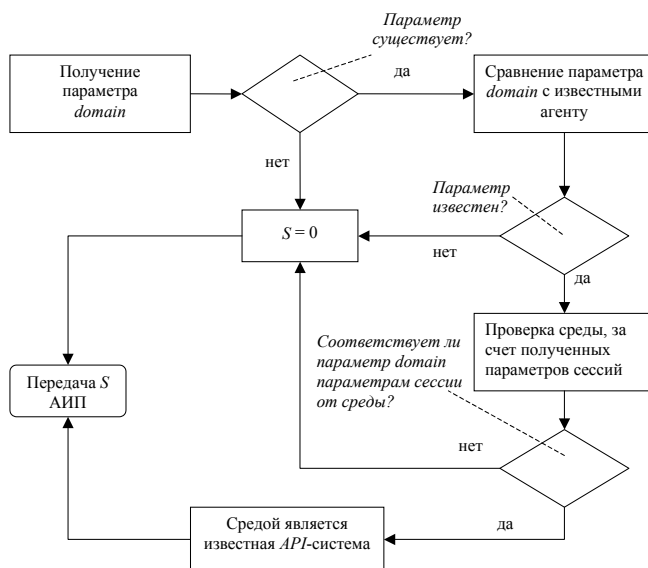 Параметр
существует?
Получение
параметра
domain
да
Сравнение параметра
domain с известными
агенту
нет
Параметр
известен?
S = 0
нет
да
Соответствует ли
параметр domain
параметрам сессии
от среды?
Проверка среды, за
счет полученных
параметров сессий
Передача S
АИП
нет
Средой является
известная API-система
да